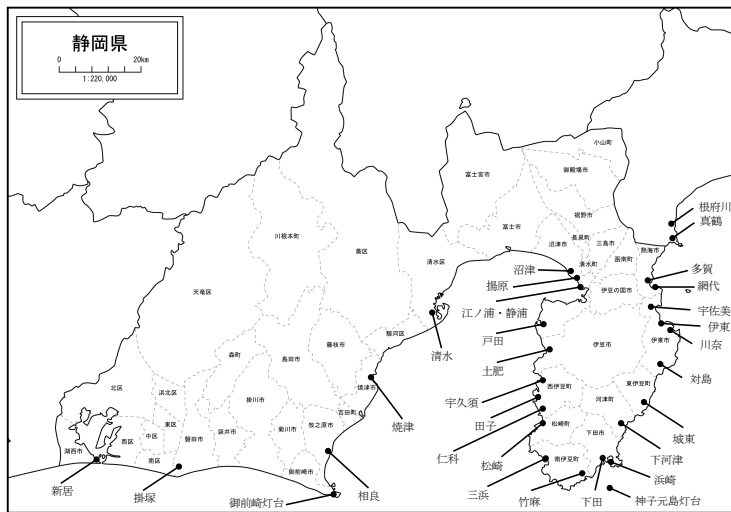 静岡県
0 20km
1:220,000
小山町
御殿場市
富士宮市
裾野市
富士市
長泉町
沼津市
三島市
清水町
函南町
熱海市
川根本町
葵区
清水区
天竜区
駿河区
伊豆の国市
伊豆市
伊東市
藤枝市
島田市
森町
焼津市
吉田町
北区
浜北区
掛川市
東区
中区
西区
磐田市
袋井市
菊川市
牧之原市
湖西市
南区
御前崎市
西伊豆町
河津町
東伊豆町
松崎町
下田市
南伊豆町
根府川
真鶴
多賀
網代
宇佐美
伊東
川奈
対島
城東
下河津
浜崎
神子元島灯台
下田
竹麻
三浜
松崎
仁科
田子
宇久須
土肥
戸田
江ノ浦・静浦
揚原
沼津
清水
焼津
相良
御前崎灯台
掛塚
新居